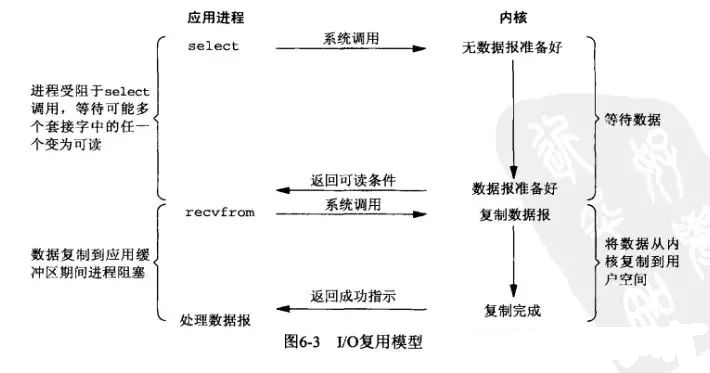 应用进程
内核
select
系统调用
无数据报准备好
进程受阻于select
调用，等待可能多
个套接字中的任一
个变为可读
等待数据
返回可读条件
数据报准备好
recvfrom
系统调用
复制数据报
数据复制到应用缓
冲区期间进程阻塞
将数据从内
核复制到用
户空间
返回成功指示
处理数据报
复制完成
图6-3 I/O复用模型